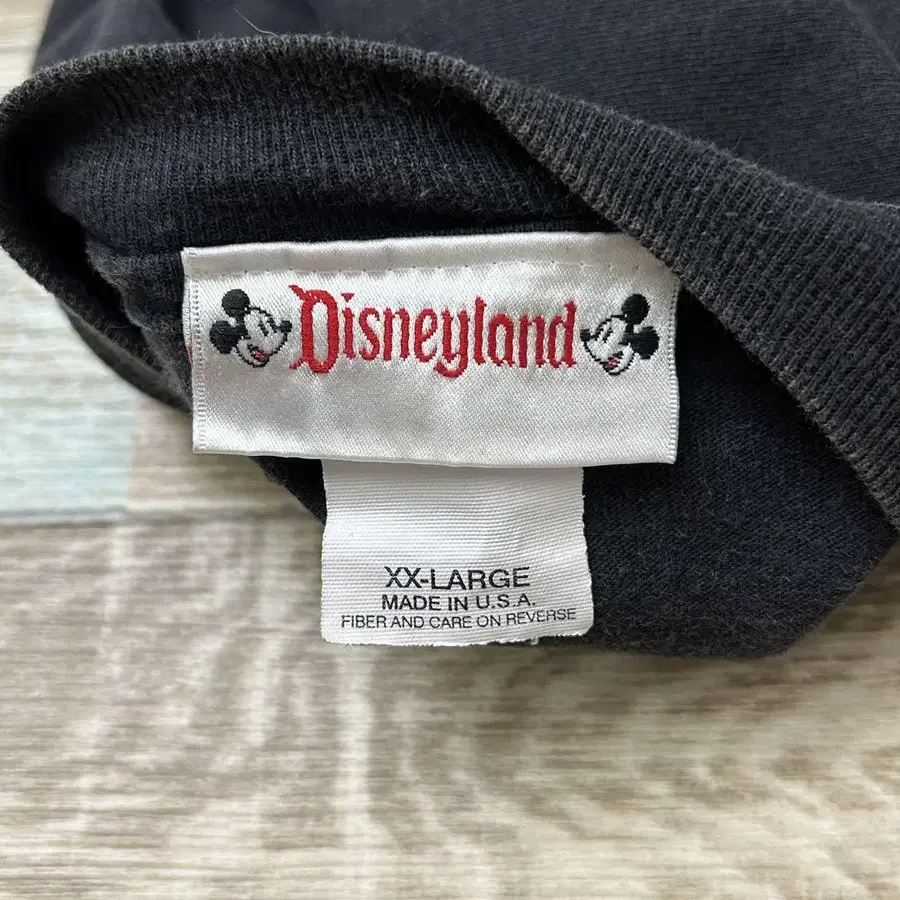 Disneyland
XX-LARGE
MADE IN U.S.A.
FIBER AND CARE ON REVERSE